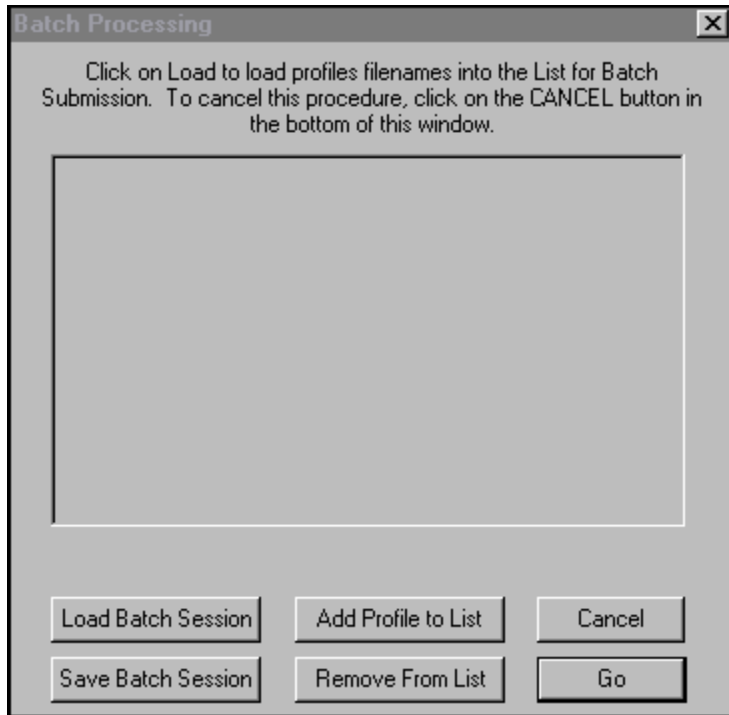 Batch Processing
Click on Load to load profiles filenames into the List for Batch
Submission.  To cancel this procedure, click on the CANCEL button in
the bottom of this window.
Load Batch Session
Add Profile to List
Cancel
Save Batch Session
Remove From List
Go